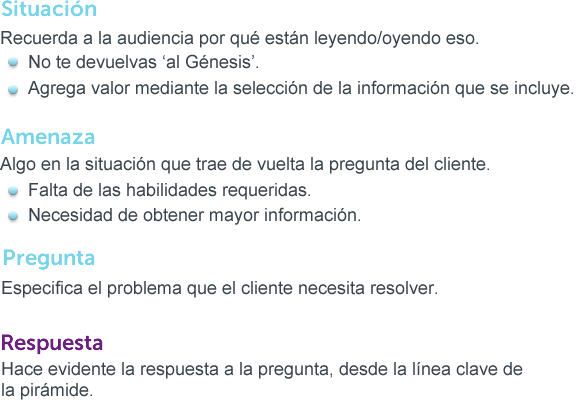 Situación
Recuerda a la audiencia por qué están leyendo/oyendo eso.
No te devuelvas ‘al Génesis’.
Agrega valor mediante la selección de la información que se incluye.
Amenaza
Algo en la situación que trae de vuelta la pregunta del cliente.
Falta de las habilidades requeridas.
Necesidad de obtener mayor información.
Pregunta
Especifica el problema que el cliente necesita resolver.
Respuesta
Hace evidente la respuesta a la pregunta, desde la línea clave de
la pirámide.